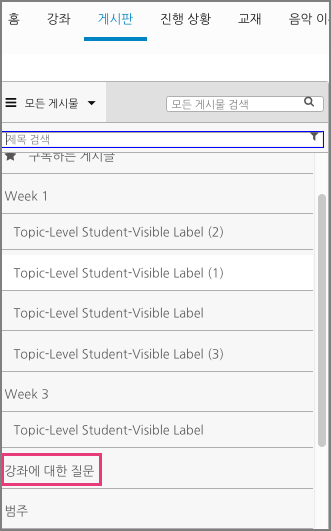 홈 강좌 게시판 진행 상황 교재 음악 이
모든 게시물 모든 게시물 검색
제목 검색
구독하는 게시글
Week 1
Topic-Level Student-Visible Label (2)
Topic-Level Student-Visible Label (1)
Topic-Level Student-Visible Label
Topic-Level Student-Visible Label (3)
Week 3
Topic-Level Student-Visible Label
강좌에 대한 질문
범주